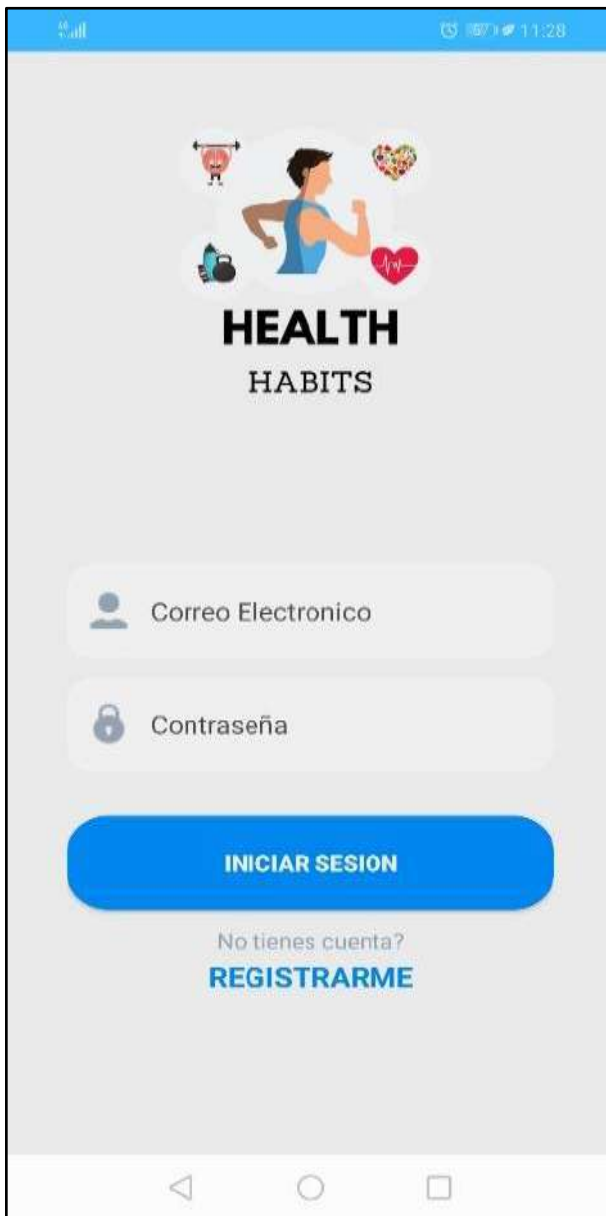 11:28
HEALTH
HABITS
Correo Electronico
Contraseña
INICIAR SESION
No tienes cuenta?
REGISTRARME